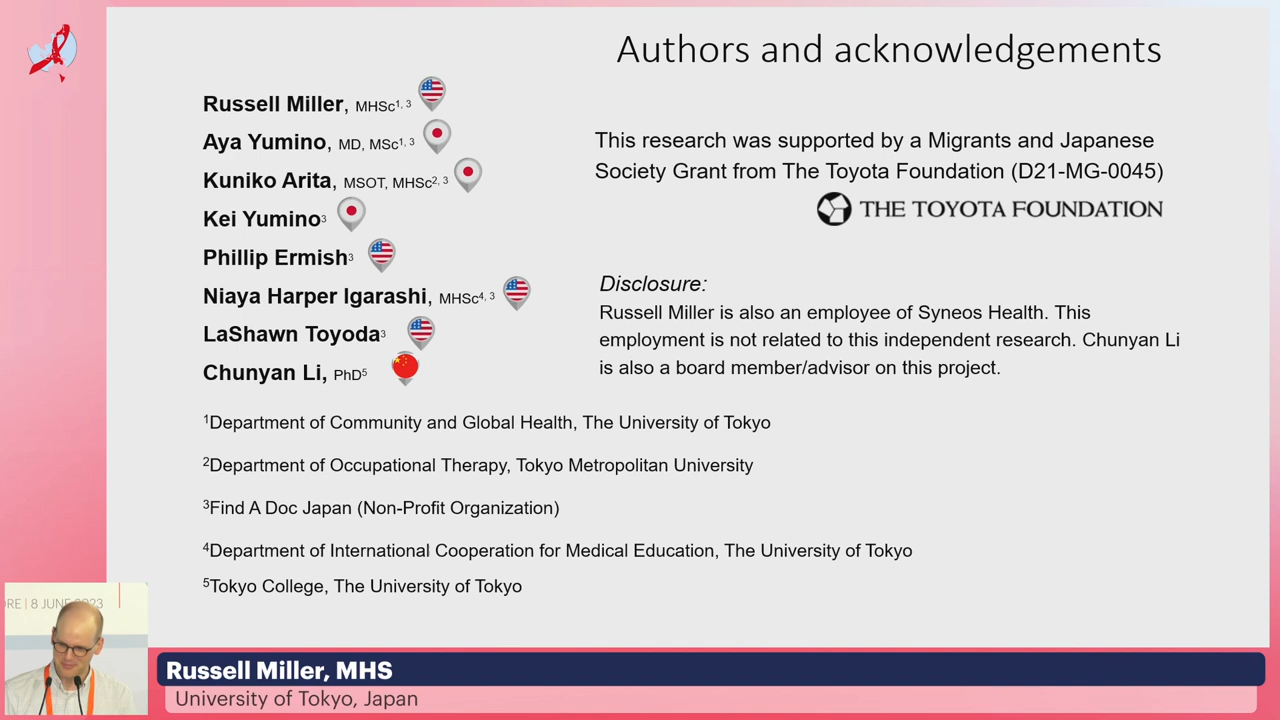 Authors and acknowledgements
Russell Miller, MHSc1, 3
Aya Yumino, MD, MSc1, 3
Kuniko Arita, MSOT, MHSc2, 3
Kei Yumino3
Phillip Ermish3
Niaya Harper Igarashi, MHSc4, 3
LaShawn Toyoda3
Chunyan Li, PhD5
This research was supported by a Migrants and Japanese
Society Grant from The Toyota Foundation (D21-MG-0045)
THE TOYOTA FOUNDATION
Disclosure:
Russell Miller is also an employee of Syneos Health. This
employment is not related to this independent research. Chunyan Li
is also a board member/advisor on this project.
1Department of Community and Global Health, The University of Tokyo
2Department of Occupational Therapy, Tokyo Metropolitan University
3Find A Doc Japan (Non-Profit Organization)
4Department of International Cooperation for Medical Education, The University of Tokyo
5Tokyo College, The University of Tokyo
ORE | 8 JUNE 2023
Russell Miller, MHS
University of Tokyo, Japan